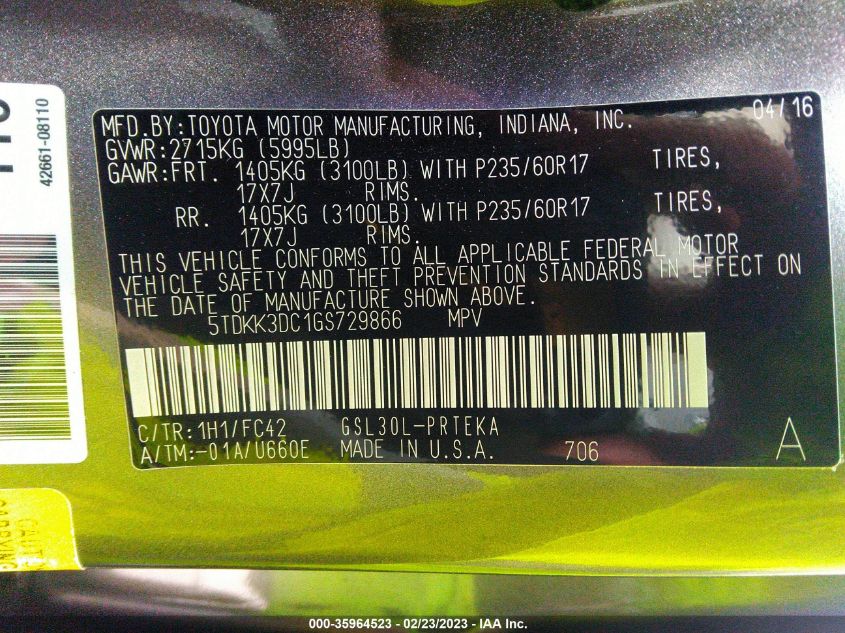 MFD.BY:TOYOTA MOTOR MANUFACTURING, INDIANA, INC. 04/16
GVWR:2715KG (5995LB)
GAWR:FRT. 1405KG (3100LB) WITH P235/60R17 TIRES,
17X7J RIMS.
RR. 1405KG (3100LB) WITH P235/60R17 TIRES,
17X7J RIMS.
THIS VEHICLE CONFORMS TO ALL APPLICABLE FEDERAL MOTOR
VEHICLE SAFETY AND THEFT PREVENTION STANDARDS IN EFFECT ON
THE DATE OF MANUFACTURE SHOWN ABOVE.
5TDKK3DC1GS729866 MPV
C/TR:1H1/FC42 GSL30L-PRTEKA
A/TM:-01A/U660E MADE IN U.S.A. 706 A
42661-08110
000-35964523 - 02/23/2023 - IAA Inc.